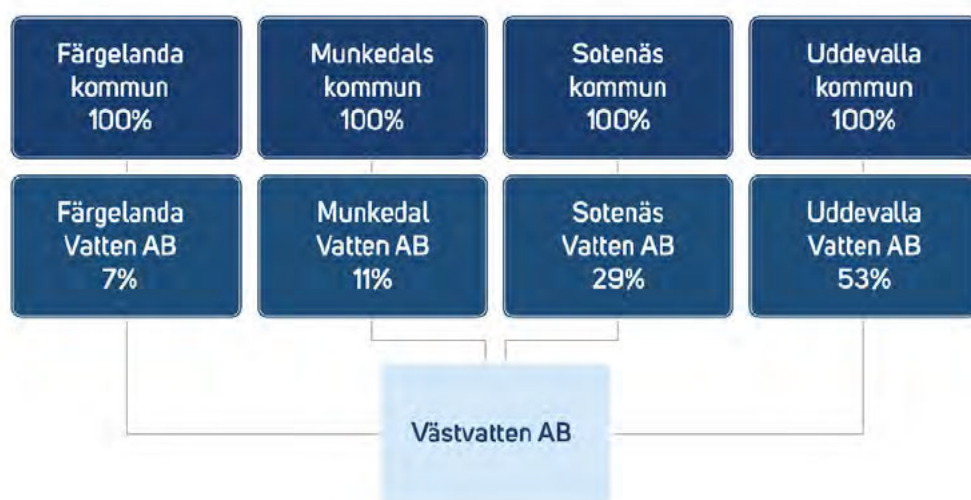 Färgelanda
kommun
100%
Munkedals
kommun
100%
Sotenäs
kommun
100%
Uddevalla
kommun
100%
Färgelanda
Vatten AB
7%
Munkedal
Vatten AB
11%
Sotenäs
Vatten AB
29%
Uddevalla
Vatten AB
53%
Västvatten AB